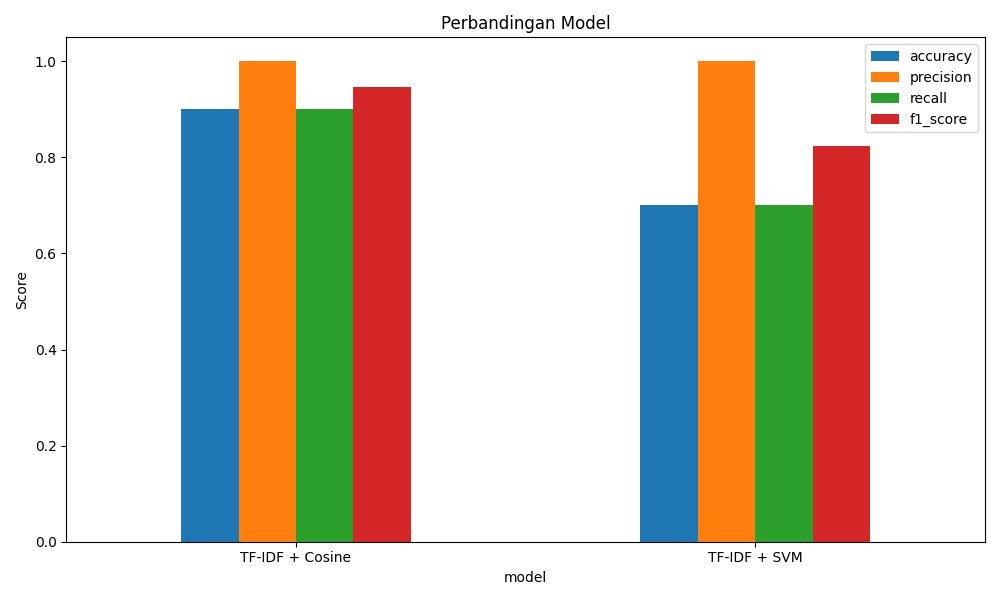 Perbandingan Model
accuracy
precision
recall
f1_score
Score
1.0
0.8
0.6
0.4
0.2
0.0
TF-IDF + Cosine
TF-IDF + SVM
model